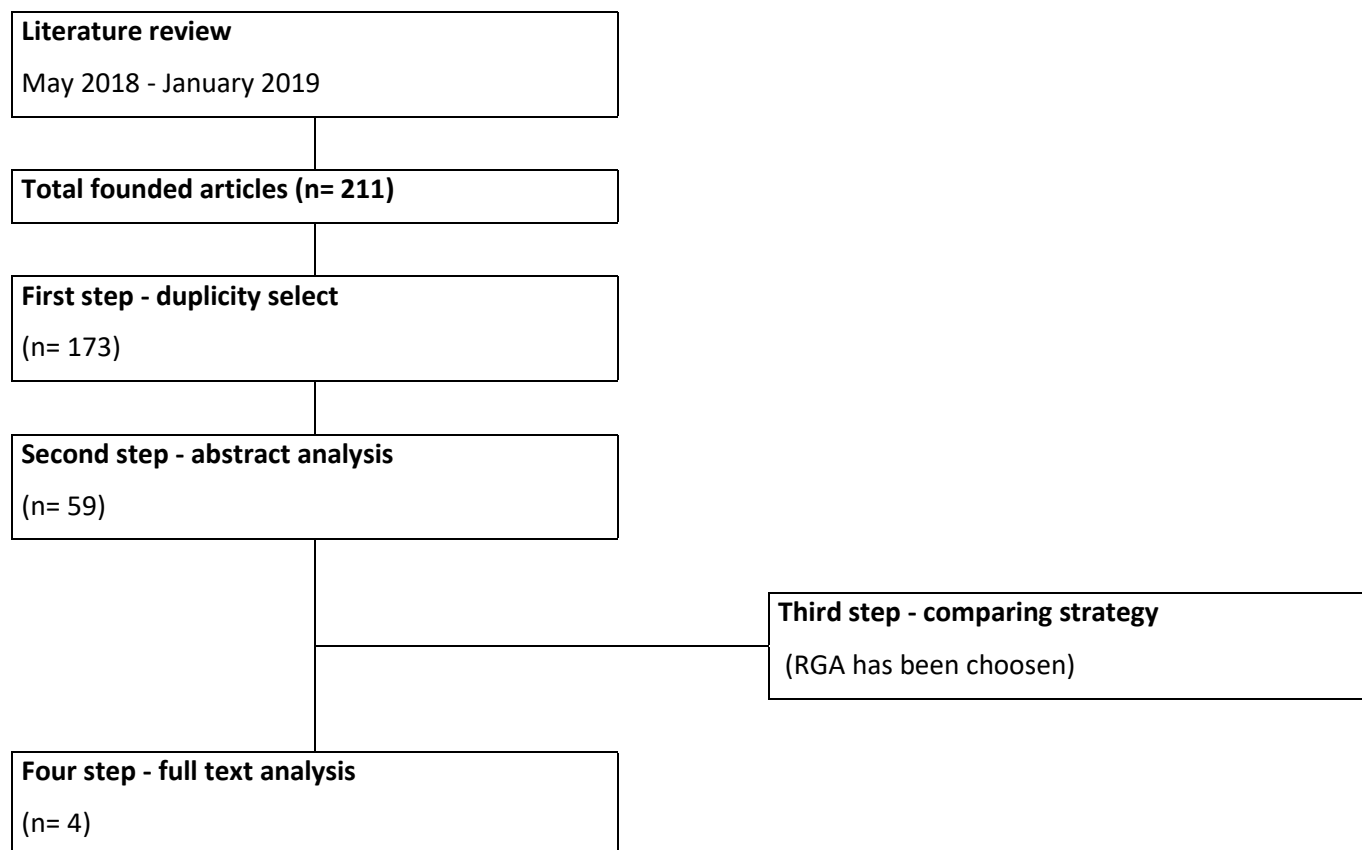 Literature review
May 2018 - January 2019
Total founded articles (n= 211)
First step - duplicity select
(n= 173)
Second step - abstract analysis
(n= 59)
Third step - comparing strategy
(RGA has been choosen)
Four step - full text analysis
(n= 4)